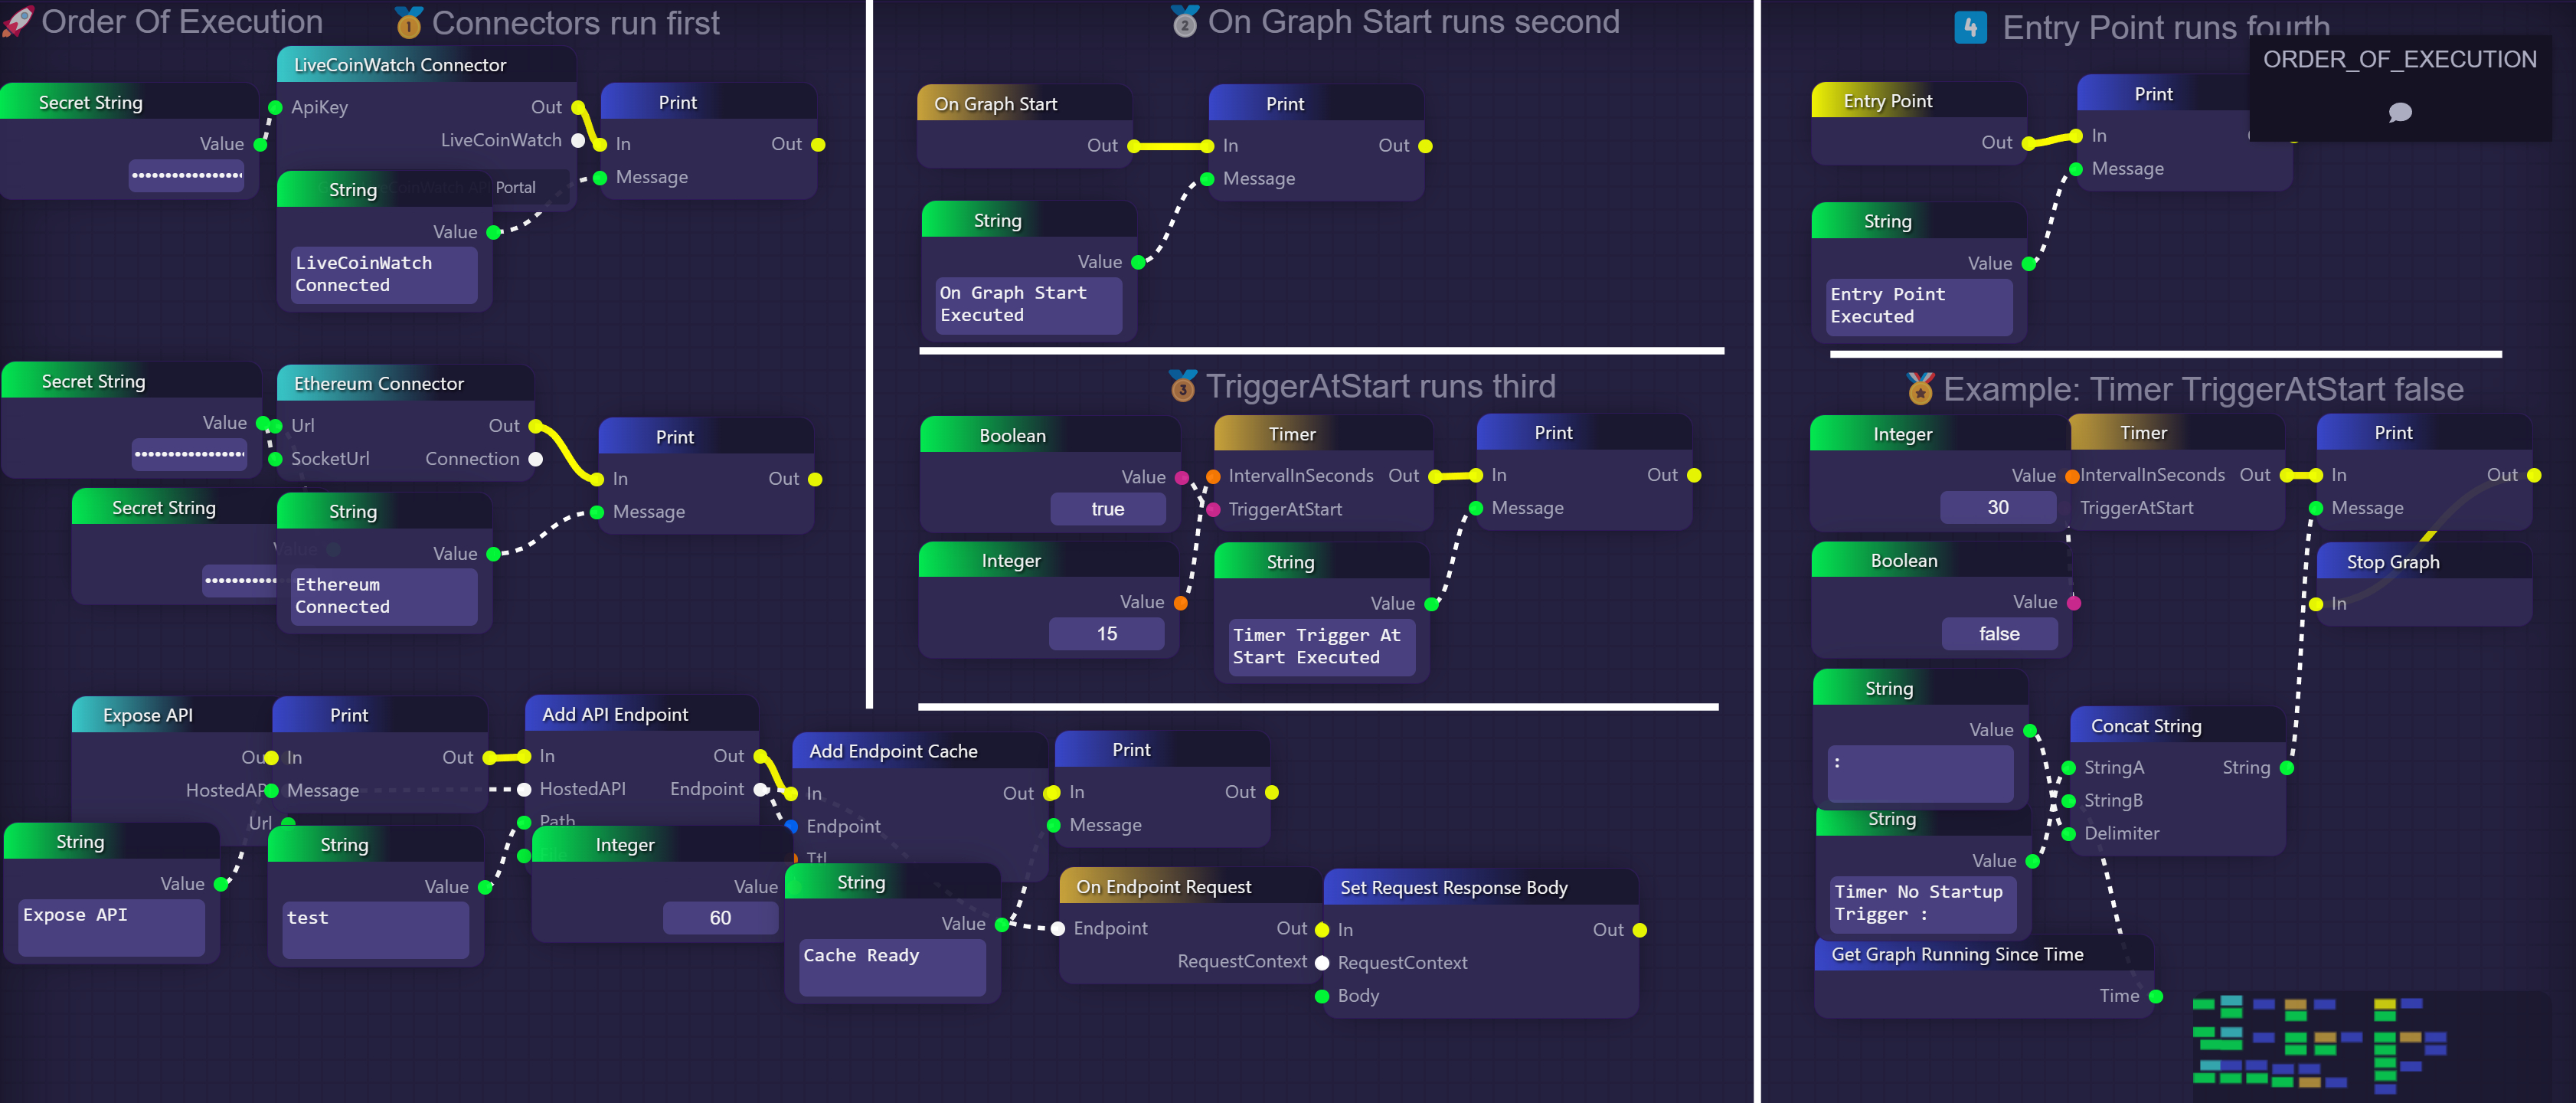 🚀 Order Of Execution
🥇 Connectors run first
Secret String
Value
••••••••••••••••••
LiveCoinWatch Connector
ApiKey
Out
LiveCoinWatch
Portal
Print
In
Out
Message
String
Value
LiveCoinWatch
Connected
Secret String
Value
••••••••••••••••••
Ethereum Connector
Url
Out
SocketUrl
Connection
Print
In
Out
Message
Secret String
Value
••••••••••••
String
Value
Ethereum
Connected
Expose API
Out
HostedAPI
Url
Print
In
Out
Message
Add API Endpoint
In
Out
HostedAPI
Endpoint
Path
String
Value
Expose API
String
Value
test
Integer
Value
60
Add Endpoint Cache
In
Out
Endpoint
Ttl
Print
In
Out
Message
String
Value
Cache Ready
On Endpoint Request
Endpoint
Out
RequestContext
Set Request Response Body
In
Out
RequestContext
Body
🥈 On Graph Start runs second
On Graph Start
Out
Print
In
Out
Message
String
Value
On Graph Start
Executed
🥉 TriggerAtStart runs third
Boolean
Value
true
Timer
IntervalInSeconds
Out
TriggerAtStart
Print
In
Out
Message
Integer
Value
15
String
Value
Timer Trigger At
Start Executed
4️⃣ Entry Point runs fourth
ORDER_OF_EXECUTION
Entry Point
Out
Print
In
Message
String
Value
Entry Point
Executed
🏅 Example: Timer TriggerAtStart false
Integer
Value
30
Timer
IntervalInSeconds
Out
TriggerAtStart
Print
In
Out
Message
Boolean
Value
false
Stop Graph
In
String
Value
:
Concat String
StringA
String
StringB
Delimiter
String
Value
Timer No Startup
Trigger :
Get Graph Running Since Time
Time